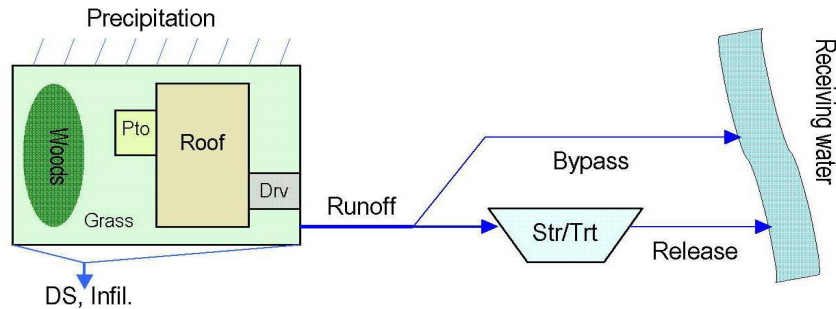 Precipitation
Woods
Pto
Roof
Drv
Grass
DS, Infil.
Runoff
Bypass
Str/Trt
Release
Receiving water